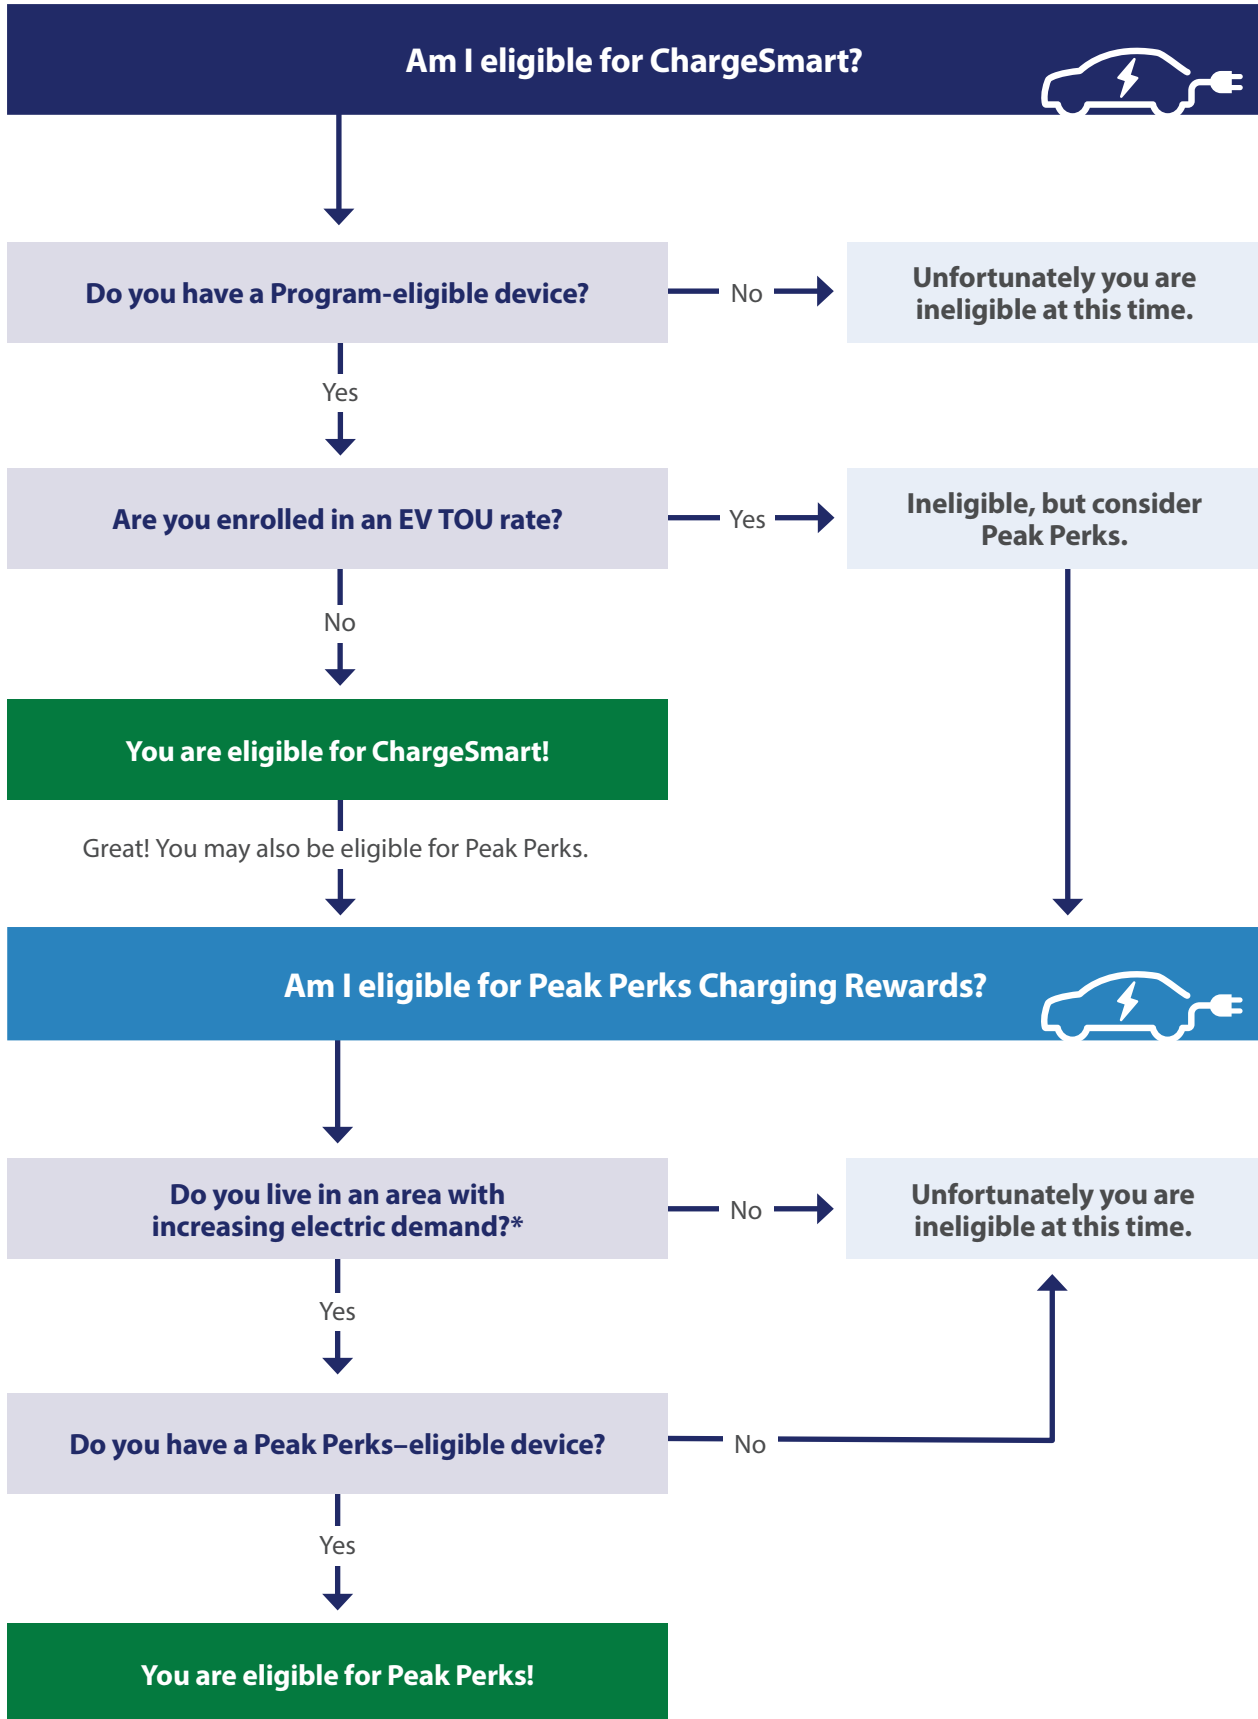 Am I eligible for ChargeSmart?
Do you have a Program-eligible device?
No
Unfortunately you are
ineligible at this time.
Yes
Are you enrolled in an EV TOU rate?
Yes
Ineligible, but consider
Peak Perks.
No
You are eligible for ChargeSmart!
Great! You may also be eligible for Peak Perks.
Am I eligible for Peak Perks Charging Rewards?
Do you live in an area with
increasing electric demand?*
No
Unfortunately you are
ineligible at this time.
Yes
Do you have a Peak Perks–eligible device?
No
Yes
You are eligible for Peak Perks!